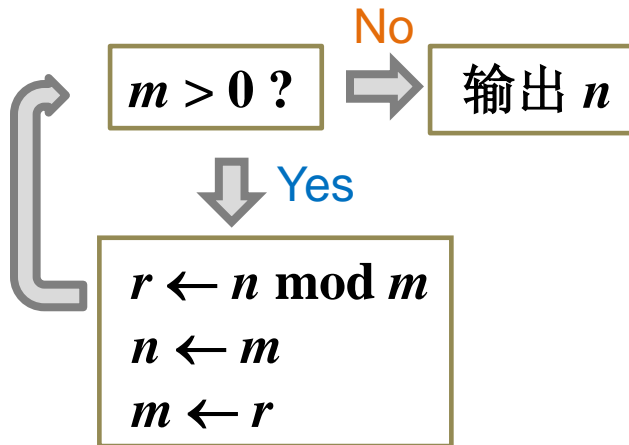 No
m > 0 ?
输出 n
Yes
r ← n mod m
n ← m
m ← r